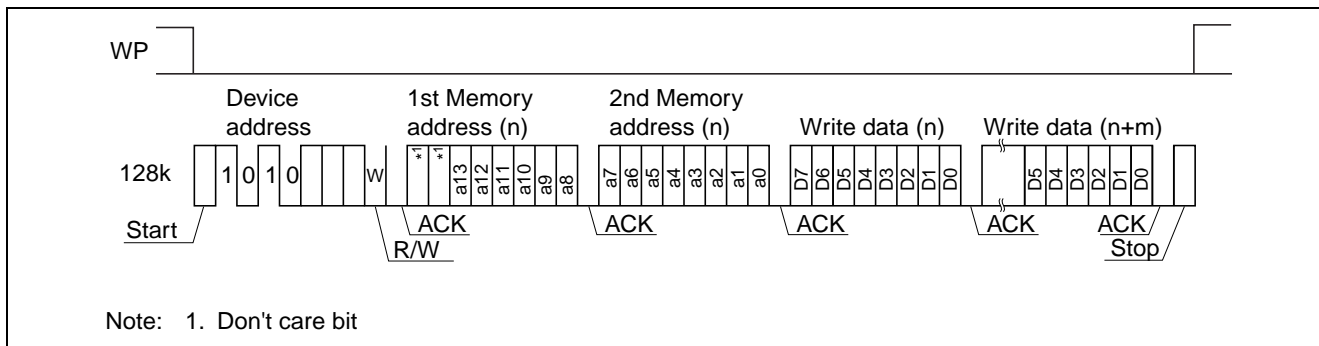 WP
Device address
1st Memory address (n)
2nd Memory address (n)
Write data (n)
Write data (n+m)
128k
1 0 1 0
W
*1 *1 a13 a12 a11 a10 a9 a8
a7 a6 a5 a4 a3 a2 a1 a0
D7 D6 D5 D4 D3 D2 D1 D0
D5 D4 D3 D2 D1 D0
Start
R/W
ACK
ACK
ACK
ACK
ACK
Stop
Note: 1. Don't care bit